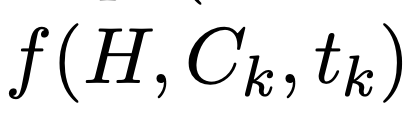 f(H, C_k, t_k)